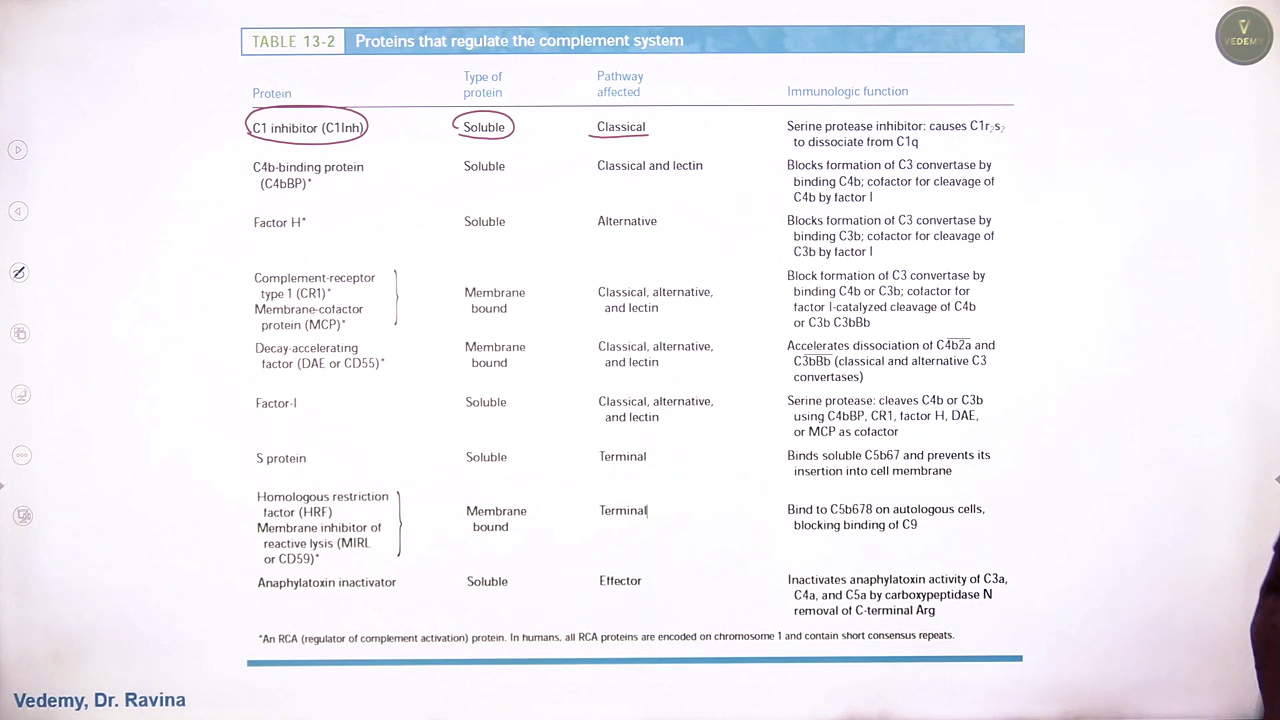 TABLE 13-2 Proteins that regulate the complement system
VEDEMY
Protein
Type of
protein
Pathway
affected
Immunologic function
C1 inhibitor (C1Inh)
Soluble
Classical
Serine protease inhibitor: causes C1r₂s₂
to dissociate from C1q
C4b-binding protein
(C4bBP)*
Soluble
Classical and lectin
Blocks formation of C3 convertase by
binding C4b; cofactor for cleavage of
C4b by factor I
Factor H*
Soluble
Alternative
Blocks formation of C3 convertase by
binding C3b; cofactor for cleavage of
C3b by factor I
Complement-receptor
type 1 (CR1)*
Membrane-cofactor
protein (MCP)*
Membrane
bound
Classical, alternative,
and lectin
Block formation of C3 convertase by
binding C4b or C3b; cofactor for
factor I-catalyzed cleavage of C4b
or C3b C3bBb
Decay-accelerating
factor (DAE or CD55)*
Membrane
bound
Classical, alternative,
and lectin
Accelerates dissociation of C4b2a and
C3bBb (classical and alternative C3
convertases)
Factor-I
Soluble
Classical, alternative,
and lectin
Serine protease: cleaves C4b or C3b
using C4bBP, CR1, factor H, DAE,
or MCP as cofactor
S protein
Soluble
Terminal
Binds soluble C5b67 and prevents its
insertion into cell membrane
Homologous restriction
factor (HRF)
Membrane inhibitor of
reactive lysis (MIRL
or CD59)*
Membrane
bound
Terminal
Bind to C5b678 on autologous cells,
blocking binding of C9
Anaphylatoxin inactivator
Soluble
Effector
Inactivates anaphylatoxin activity of C3a,
C4a, and C5a by carboxypeptidase N
removal of C-terminal Arg
*An RCA (regulator of complement activation) protein. In humans, all RCA proteins are encoded on chromosome 1 and contain short consensus repeats.
Vedemy, Dr. Ravina